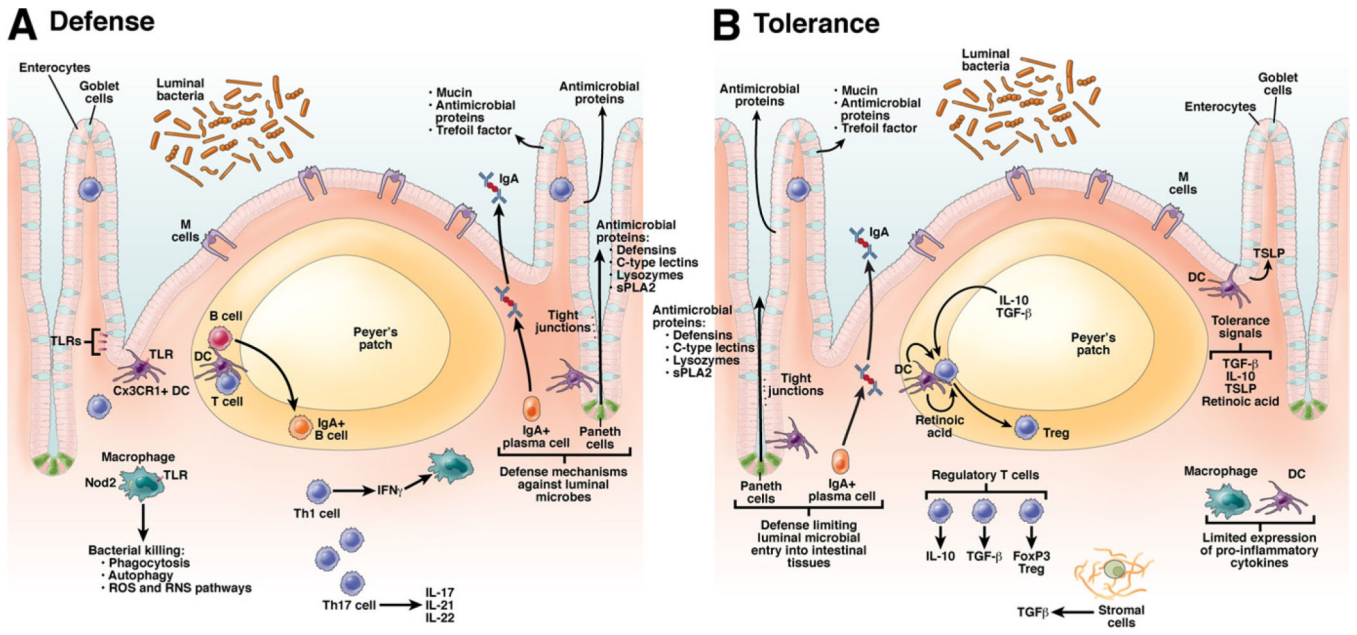 A Defense
Enterocytes
Goblet
cells
Luminal
bacteria
· Mucin
· Antimicrobial
proteins
· Trefoil factor
Antimicrobial
proteins
IgA
M
cells
Antimicrobial
proteins:
· Defensins
· C-type lectins
· Lysozymes
· sPLA2
B cell
Peyer's
patch
Tight
junctions
TLRs
TLR
DC
Cx3CR1+ DC
T cell
IgA+
B cell
IgA+
plasma cell
Paneth
cells
Defense mechanisms
against luminal
microbes
Macrophage
Nod2
TLR
IFNγ
Th1 cell
Bacterial killing:
· Phagocytosis
· Autophagy
· ROS and RNS pathways
Th17 cell
IL-17
IL-21
IL-22
B Tolerance
Luminal
bacteria
Goblet
cells
Enterocytes
Antimicrobial
proteins
· Mucin
· Antimicrobial
proteins
· Trefoil factor
M
cells
IgA
TSLP
DC
IL-10
TGF-β
Antimicrobial
proteins:
· Defensins
· C-type lectins
· Lysozymes
· sPLA2
Peyer's
patch
Tolerance
signals
TGF-β
IL-10
TSLP
Retinoic acid
Tight
junctions
DC
Retinoic
acid
Treg
Paneth
cells
IgA+
plasma cell
Defense limiting
luminal microbial
entry into intestinal
tissues
Regulatory T cells
IL-10
TGF-β
FoxP3
Treg
Macrophage
DC
Limited expression
of pro-inflammatory
cytokines
TGFβ
Stromal
cells